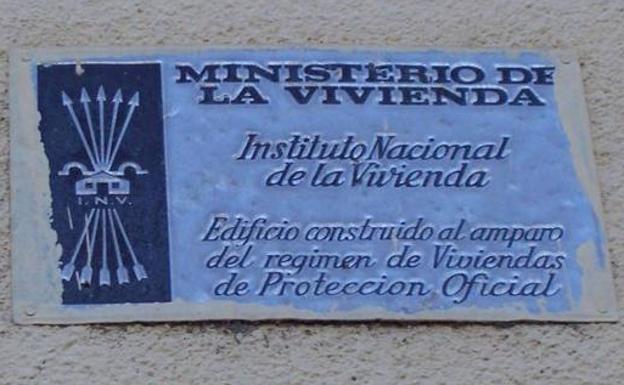 MINISTERIO DE
LA VIVIENDA
Instituto Nacional
de la Vivienda
I.N.V.
Edificio construido al amparo
del regimen de Viviendas
de Proteccion Oficial